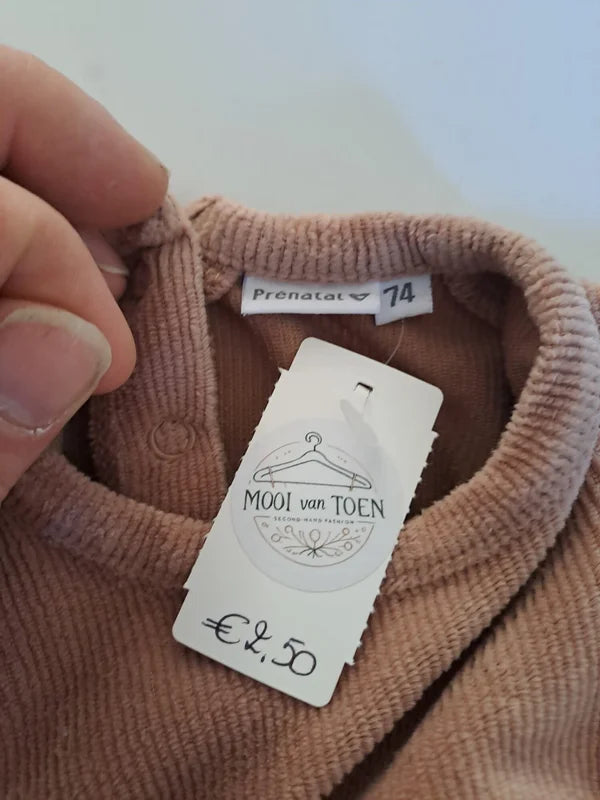 Prénatal
74
MOOI van TOEN
SECOND-HAND FASHION
€2,50